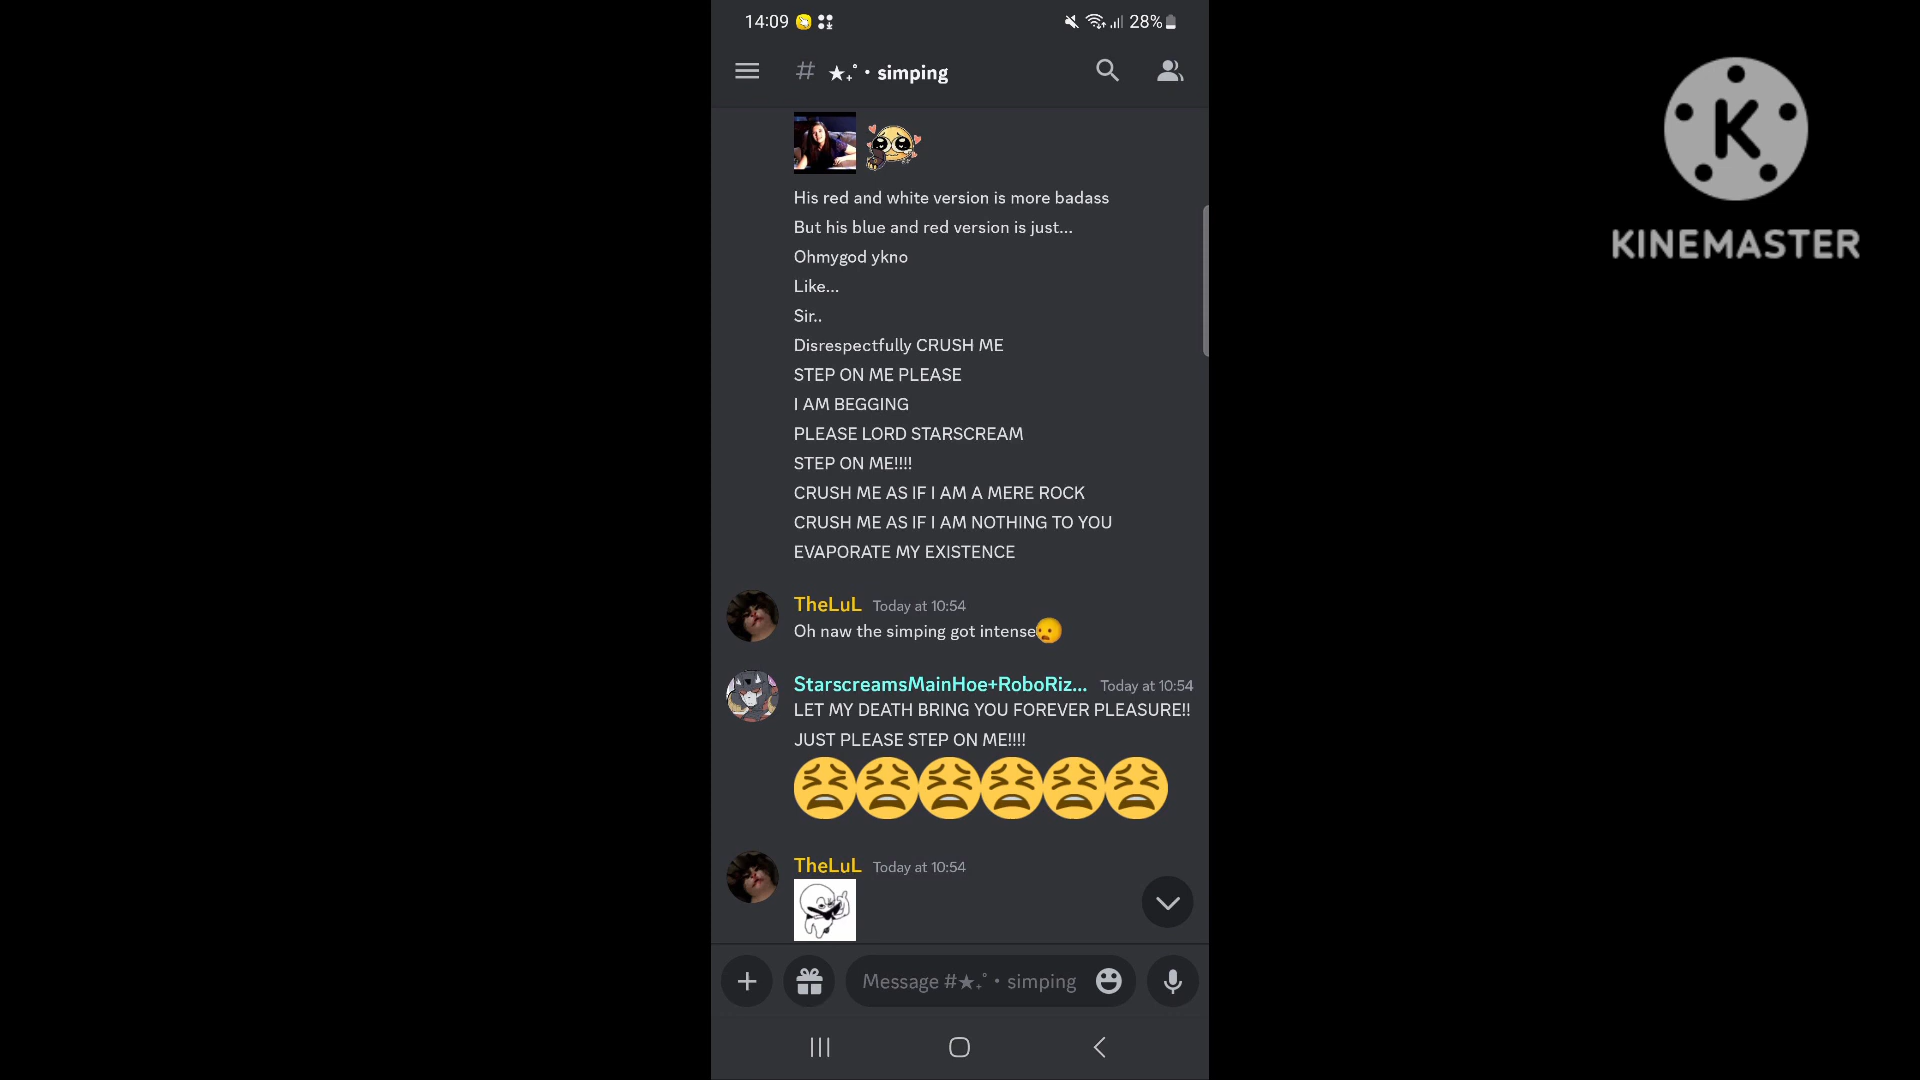 14:09
28%
# ★₊˚・simping
His red and white version is more badass
But his blue and red version is just...
Ohmygod ykno
Like...
Sir..
Disrespectfully CRUSH ME
STEP ON ME PLEASE
I AM BEGGING
PLEASE LORD STARSCREAM
STEP ON ME!!!!
CRUSH ME AS IF I AM A MERE ROCK
CRUSH ME AS IF I AM NOTHING TO YOU
EVAPORATE MY EXISTENCE
TheLuL Today at 10:54
Oh naw the simping got intense😦
StarscreamsMainHoe+RoboRiz... Today at 10:54
LET MY DEATH BRING YOU FOREVER PLEASURE!!
JUST PLEASE STEP ON ME!!!!
😫😫😫😫😫😫
TheLuL Today at 10:54
Message #★₊˚・simping
K
KINEMASTER